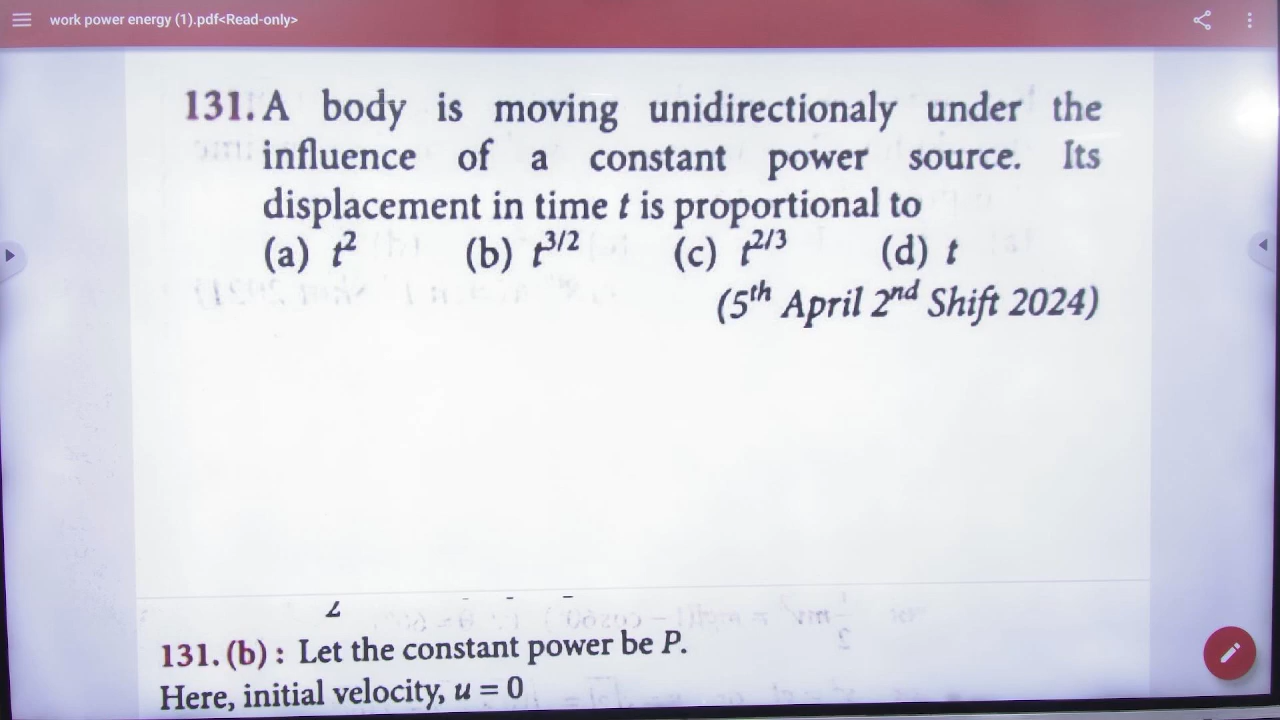 work power energy (1).pdf<Read-only>
131. A body is moving unidirectionaly under the
influence of a constant power source. Its
displacement in time t is proportional to
(a) t² (b) t^3/2 (c) t^2/3 (d) t
(5th April 2nd Shift 2024)
131. (b) : Let the constant power be P.
Here, initial velocity, u = 0